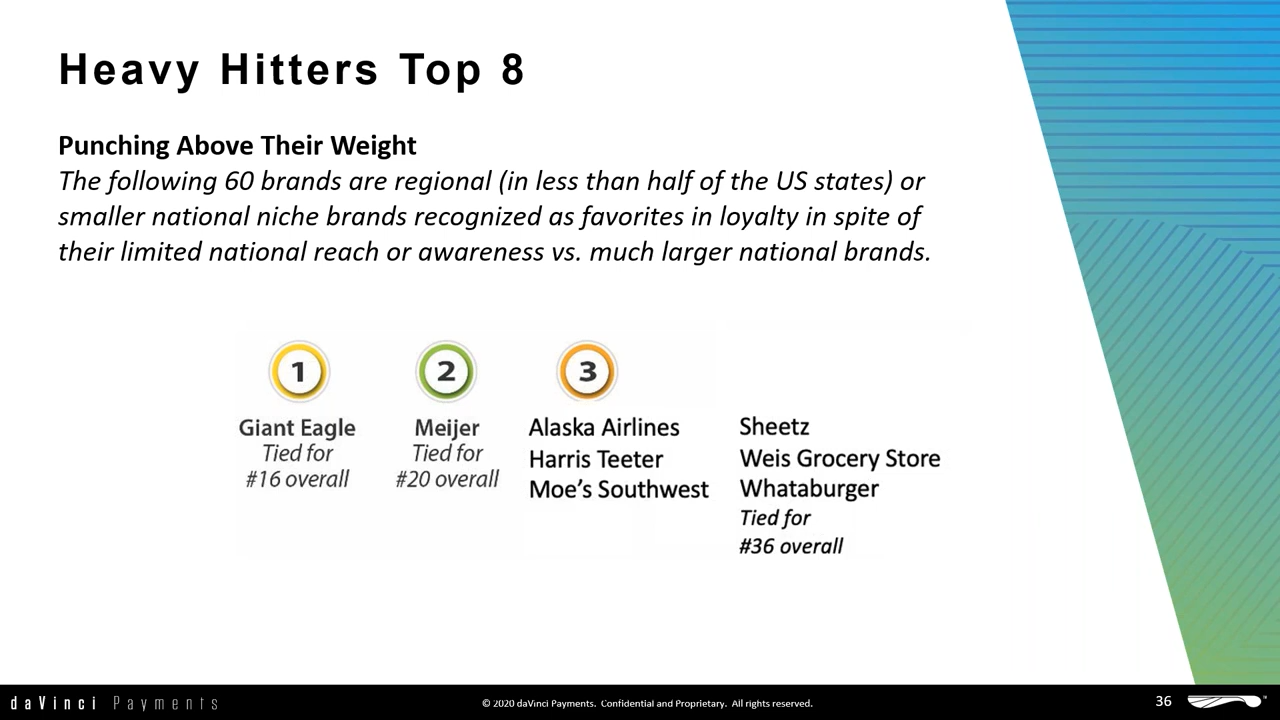 Heavy Hitters Top 8
Punching Above Their Weight
The following 60 brands are regional (in less than half of the US states) or
smaller national niche brands recognized as favorites in loyalty in spite of
their limited national reach or awareness vs. much larger national brands.
1
Giant Eagle
Tied for
#16 overall
2
Meijer
Tied for
#20 overall
3
Alaska Airlines
Harris Teeter
Moe's Southwest
Sheetz
Weis Grocery Store
Whataburger
Tied for
#36 overall
daVinci Payments
© 2020 daVinci Payments. Confidential and Proprietary. All rights reserved.
36
™